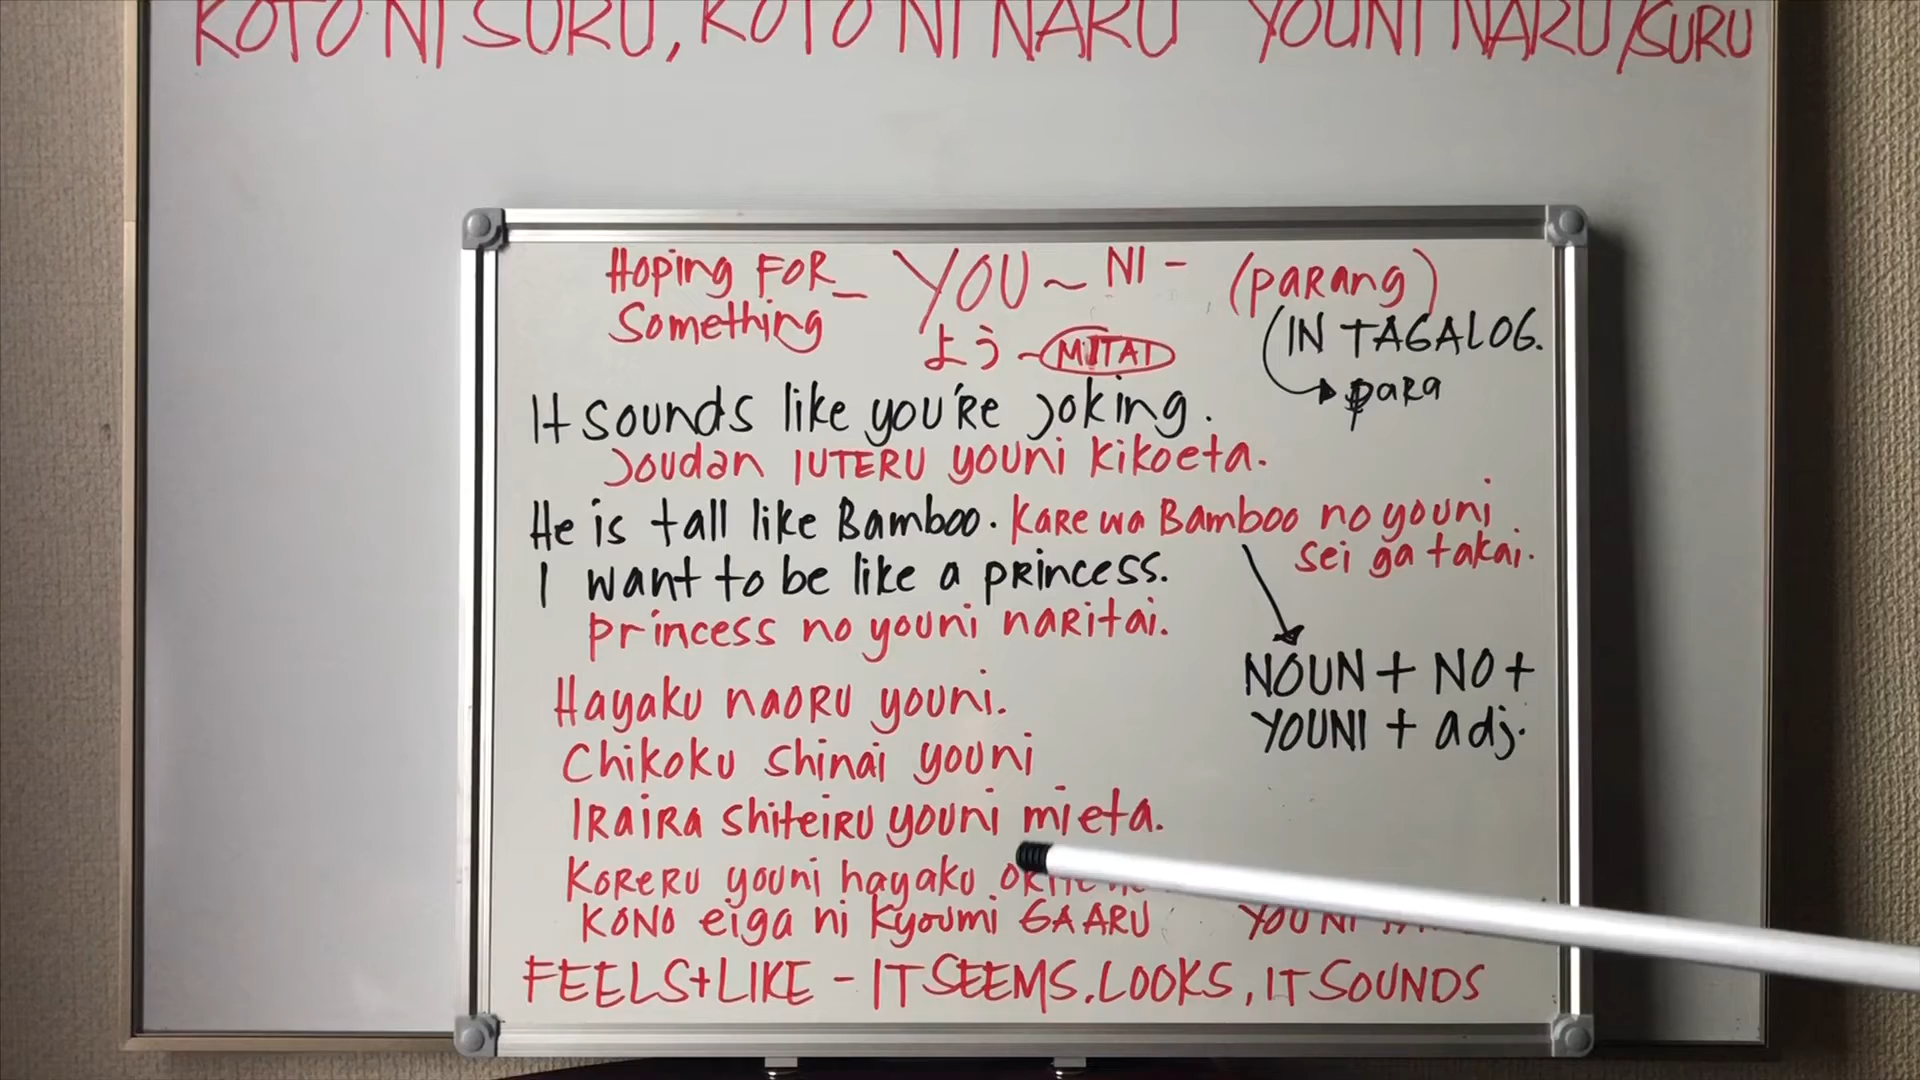 KOTO NI SURU, KOTO NI NARU YOUNI NARU/SURU
Hoping FOR_ YOU ~ NI - (parang)
Something よう ~ MITAI (IN TAGALOG.
para
It sounds like you're joking.
Joudan IUTERU youni kikoeta.
He is tall like Bamboo. Kare wa Bamboo no youni
sei ga takai.
I want to be like a princess.
princess no youni naritai.
NOUN + NO +
YOUNI + adj.
Hayaku naoru youni.
Chikoku shinai youni
IRAIRA shiteiru youni mieta.
Koreru youni hayaku
KONO eiga ni kyoumi GA ARU YOU NI
FEELS+LIKE - IT SEEMS, LOOKS, IT SOUNDS